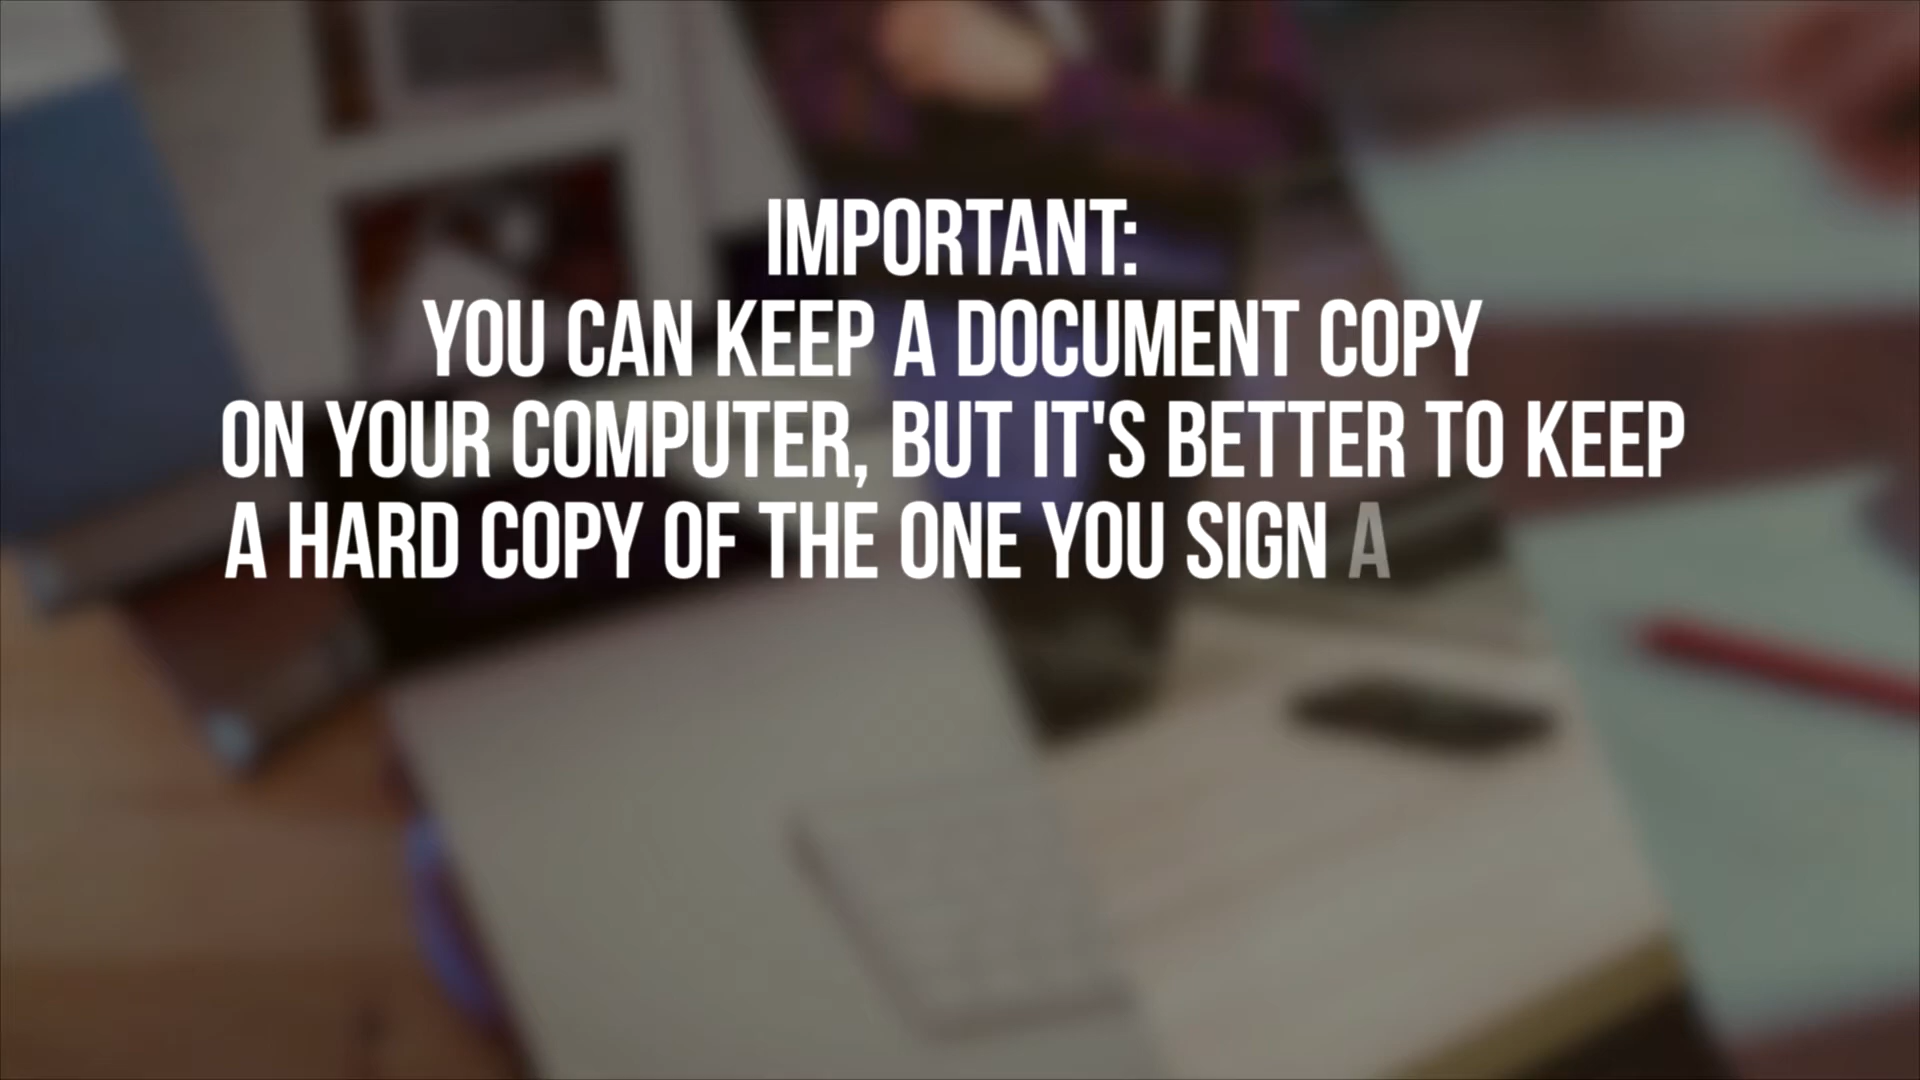 IMPORTANT:
YOU CAN KEEP A DOCUMENT COPY
ON YOUR COMPUTER, BUT IT'S BETTER TO KEEP
A HARD COPY OF THE ONE YOU SIGN A